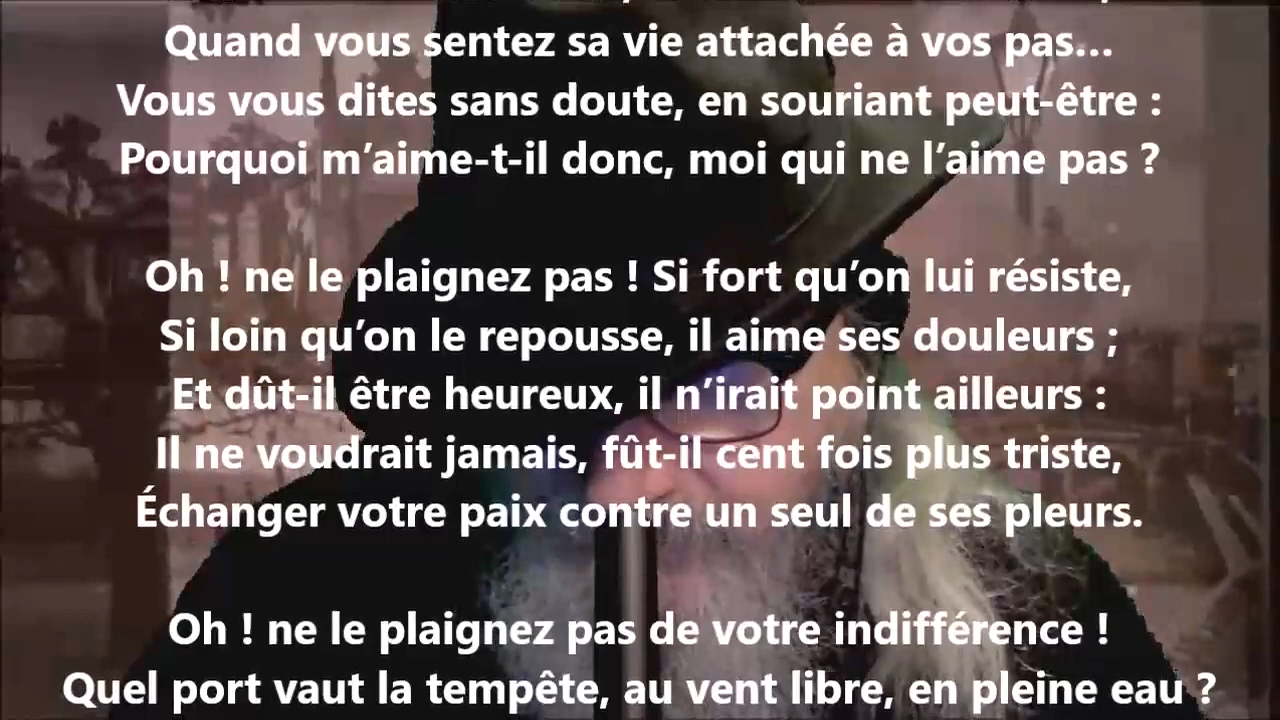 Quand vous sentez sa vie attachée à vos pas…
Vous vous dites sans doute, en souriant peut-être :
Pourquoi m’aime-t-il donc, moi qui ne l’aime pas ?
Oh ! ne le plaignez pas ! Si fort qu’on lui résiste,
Si loin qu’on le repousse, il aime ses douleurs ;
Et dût-il être heureux, il n’irait point ailleurs :
Il ne voudrait jamais, fût-il cent fois plus triste,
Échanger votre paix contre un seul de ses pleurs.
Oh ! ne le plaignez pas de votre indifférence !
Quel port vaut la tempête, au vent libre, en pleine eau ?